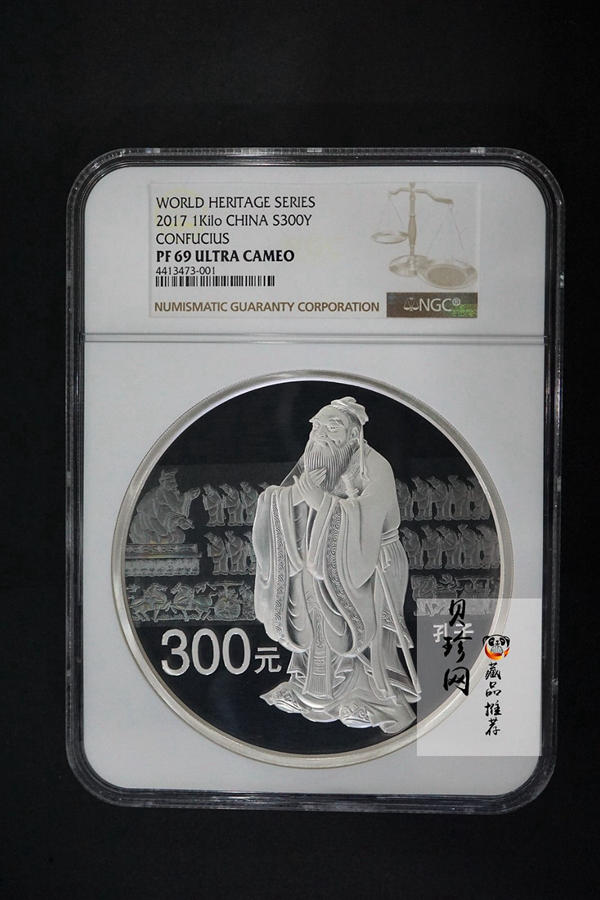 WORLD HERITAGE SERIES
2017 1Kilo CHINA S300Y
CONFUCIUS
PF 69 ULTRA CAMEO
4413473-001
NUMISMATIC GUARANTY CORPORATION
NGC®
300元
孔子
贝珍网
藏品推荐